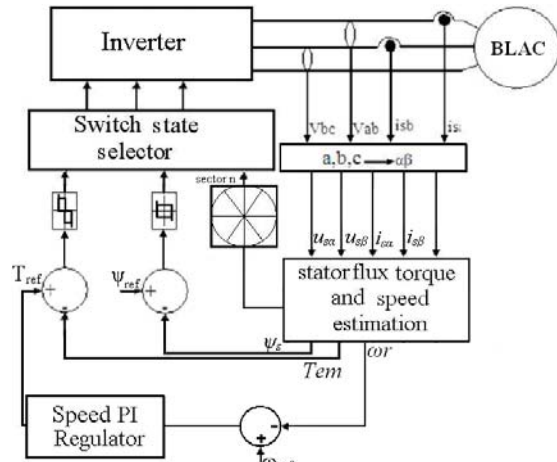 Inverter
BLAC
Switch state
selector
Vbc
Vab
isb
a,b,c → αβ
sector n
u_sα
u_sβ
i_sα
i_sβ
T_ref
+
-
ψ_ref
+
-
stator flux torque
and speed
estimation
ψ_s
Tem
ωr
Speed PI
Regulator
-
+